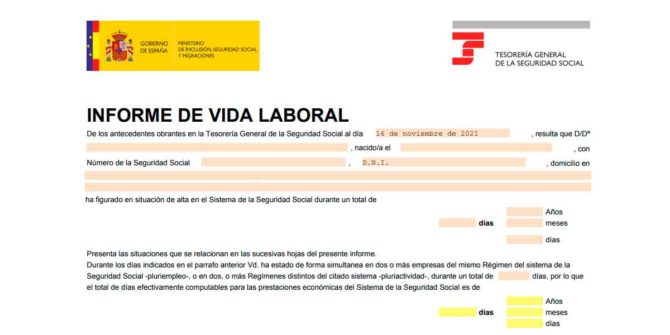 GOBIERNO
DE ESPAÑA
MINISTERIO
DE INCLUSIÓN, SEGURIDAD SOCIAL
Y MIGRACIONES
TESORERÍA GENERAL
DE LA SEGURIDAD SOCIAL
INFORME DE VIDA LABORAL
De los antecedentes obrantes en la Tesorería General de la Seguridad Social al día 16 de noviembre de 2021 , resulta que D/Dª
, nacido/a el , con
Número de la Seguridad Social , D.N.I. , domicilio en
ha figurado en situación de alta en el Sistema de la Seguridad Social durante un total de
Años
días meses
días
Presenta las situaciones que se relacionan en las sucesivas hojas del presente informe.
Durante los días indicados en el parrafo anterior Vd. ha estado de forma simultanea en dos o más empresas del mismo Régimen del sistema de la
Seguridad Social -pluriempleo-, o en dos, o más Regímenes distintos del citado sistema -pluriactividad-, durante un total de días, por lo que
el total de días efectivamente computables para las prestaciones económicas del Sistema de la Seguridad Social es de
Años
días meses
días